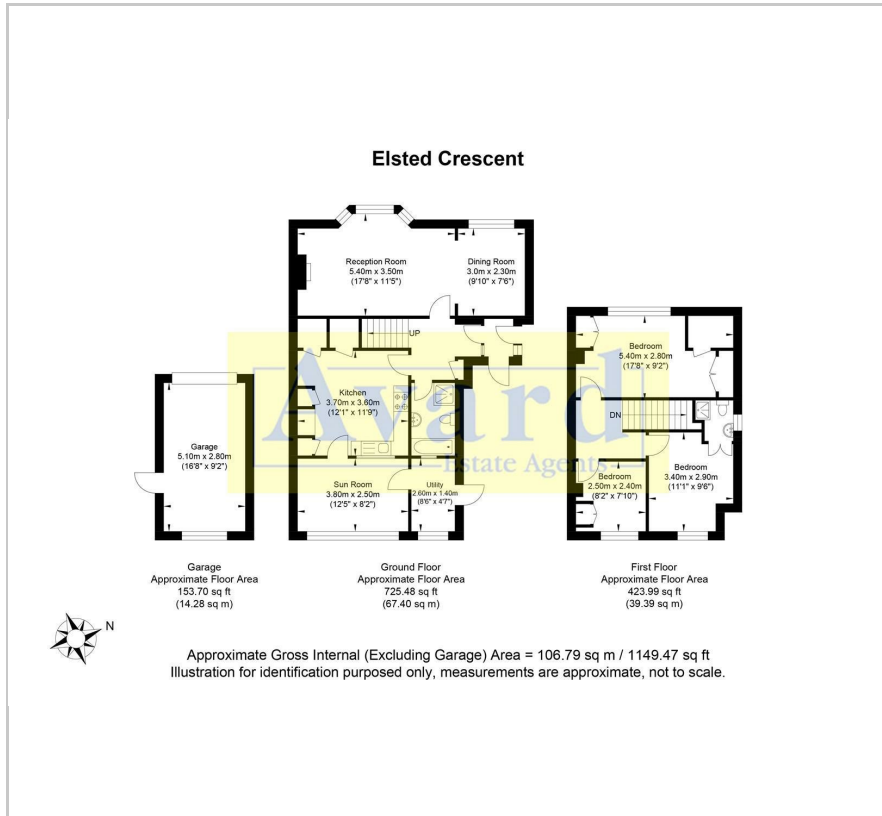 Elsted Crescent
Reception Room
5.40m x 3.50m
(17'8" x 11'5")
Dining Room
3.0m x 2.30m
(9'10" x 7'6")
UP
Kitchen
3.70m x 3.60m
(12'1" x 11'9")
Sun Room
3.80m x 2.50m
(12'5" x 8'2")
Utility
2.60m x 1.40m
(8'6" x 4'7")
Garage
5.10m x 2.80m
(16'8" x 9'2")
Bedroom
5.40m x 2.80m
(17'8" x 9'2")
DN
Bedroom
3.40m x 2.90m
(11'1" x 9'6")
Bedroom
2.50m x 2.40m
(8'2" x 7'10")
Avard
Estate Agents
Garage
Approximate Floor Area
153.70 sq ft
(14.28 sq m)
Ground Floor
Approximate Floor Area
725.48 sq ft
(67.40 sq m)
First Floor
Approximate Floor Area
423.99 sq ft
(39.39 sq m)
N
Approximate Gross Internal (Excluding Garage) Area = 106.79 sq m / 1149.47 sq ft
Illustration for identification purposed only, measurements are approximate, not to scale.